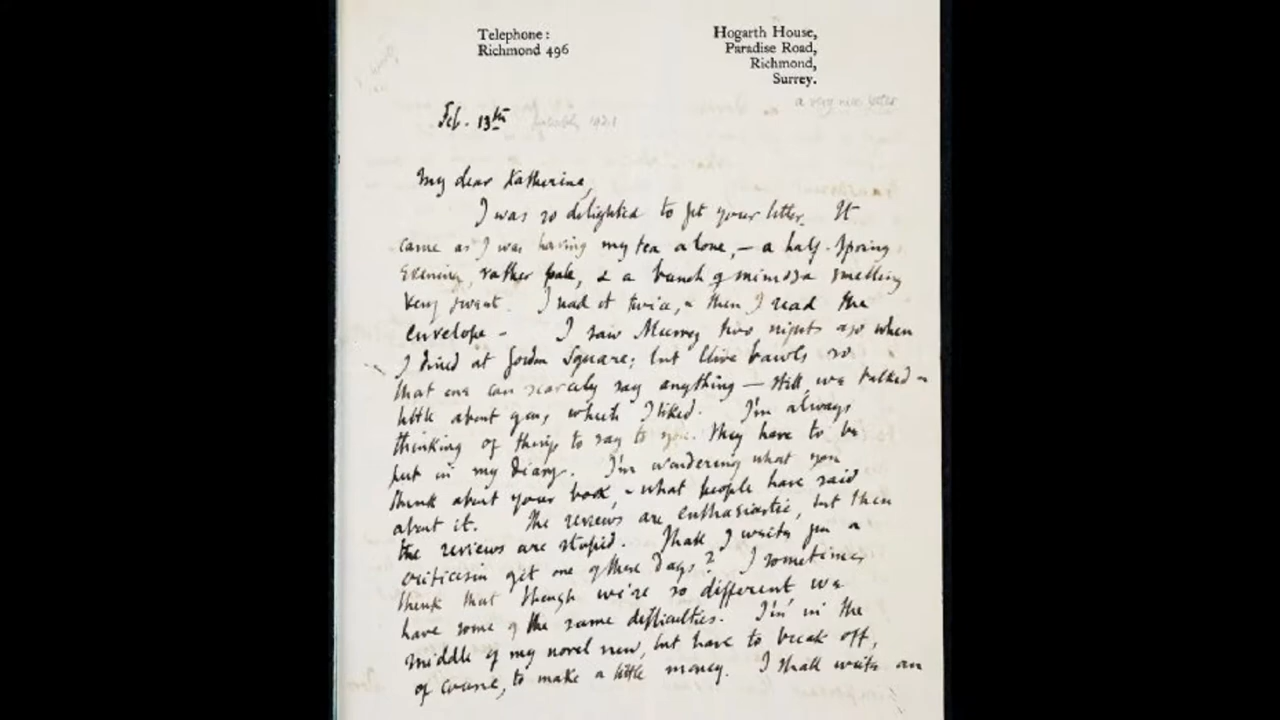 Telephone:
Richmond 496
Hogarth House,
Paradise Road,
Richmond,
Surrey.
a very nice letter
Feb. 13th probably 1921
My dear Katherine,
I was so delighted to get your letter. It
came as I was having my tea alone, — a half-spring
evening, rather pale, & a bunch of mimosa smelling
very sweet. I read it twice, & then I read the
envelope - I saw Murry two nights ago when
I dined at Gordon Square; but Clive bawls so
that one can scarcely say anything — still, we talked a
little about you, which I liked. I'm always
thinking of things to say to you. They have to be
put in my diary. I'm wondering what you
think about your book, & what people have said
about it. The reviews are enthusiastic, but then
the reviews are stupid. Shall I write you a
criticism get one of these days? I sometimes
think that though we're so different we
have some of the same difficulties. I'm in the
middle of my novel now, but have to break off,
of course, to make a little money. I shall write an